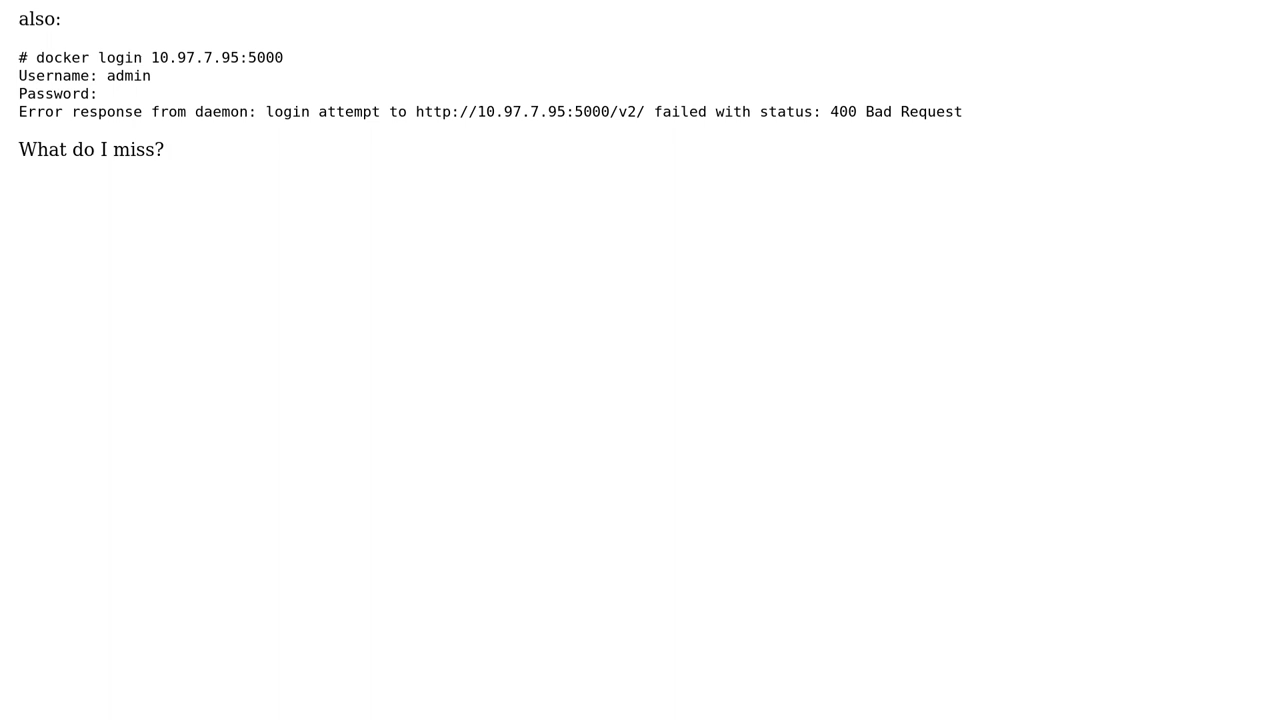 also:
# docker login 10.97.7.95:5000
Username: admin
Password:
Error response from daemon: login attempt to http://10.97.7.95:5000/v2/ failed with status: 400 Bad Request
What do I miss?